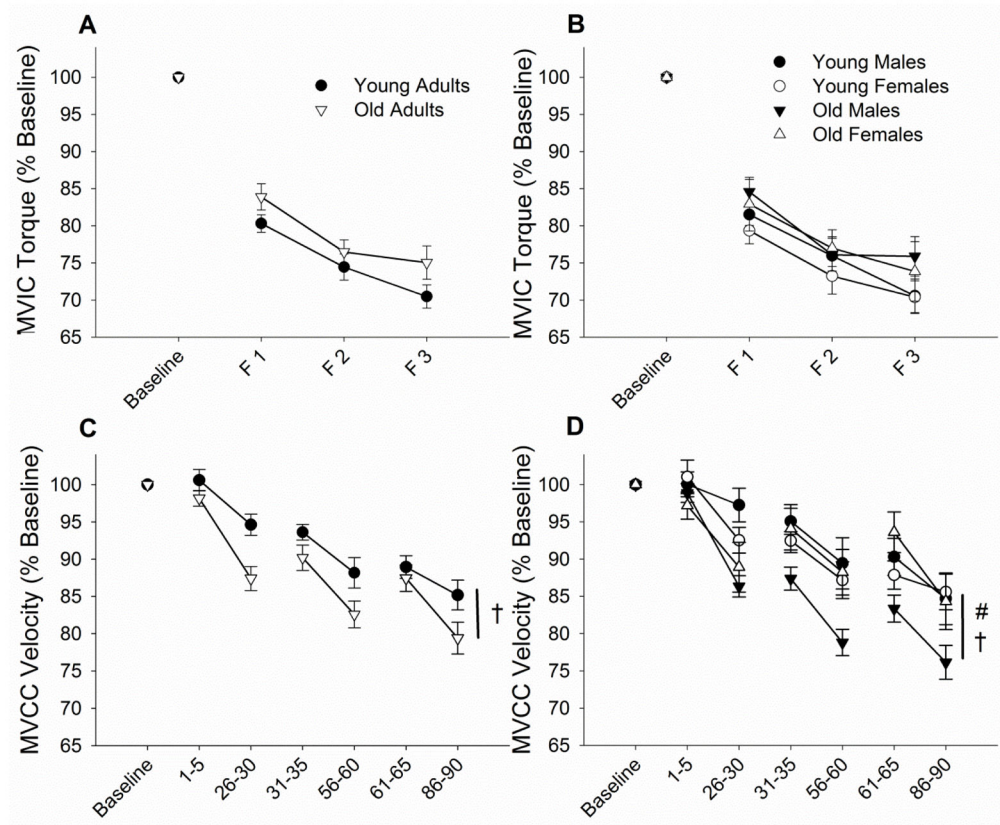 A
MVIC Torque (% Baseline)
100
95
90
85
80
75
70
65
Young Adults
Old Adults
Baseline
F 1
F 2
F 3
B
MVIC Torque (% Baseline)
100
95
90
85
80
75
70
65
Young Males
Young Females
Old Males
Old Females
Baseline
F 1
F 2
F 3
C
MVCC Velocity (% Baseline)
100
95
90
85
80
75
70
65
†
Baseline
1-5
26-30
31-35
56-60
61-65
86-90
D
MVCC Velocity (% Baseline)
100
95
90
85
80
75
70
65
#
†
Baseline
1-5
26-30
31-35
56-60
61-65
86-90